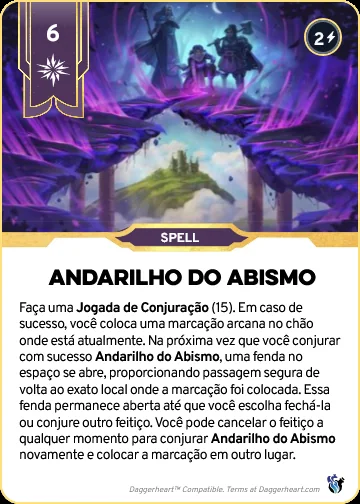 6
2
SPELL
ANDARILHO DO ABISMO
Faça uma Jogada de Conjuração (15). Em caso de
sucesso, você coloca uma marcação arcana no chão
onde está atualmente. Na próxima vez que você conjurar
com sucesso Andarilho do Abismo, uma fenda no
espaço se abre, proporcionando passagem segura de
volta ao exato local onde a marcação foi colocada. Essa
fenda permanece aberta até que você escolha fechá-la
ou conjure outro feitiço. Você pode cancelar o feitiço a
qualquer momento para conjurar Andarilho do Abismo
novamente e colocar a marcação em outro lugar.
Daggerheart™ Compatible. Terms at Daggerheart.com